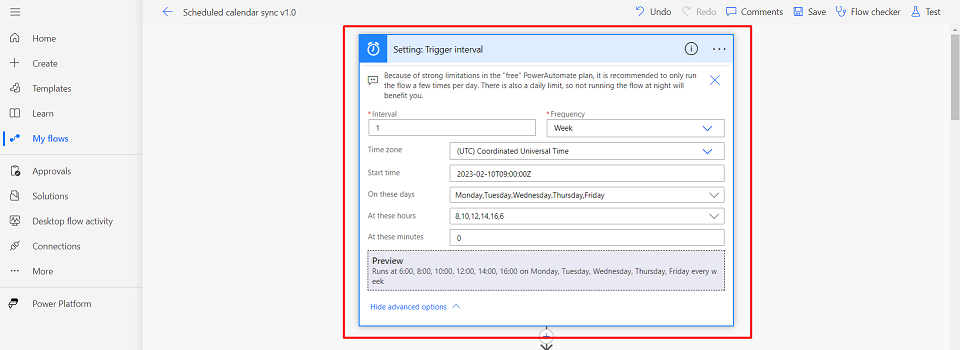 Scheduled calendar sync v1.0
Undo
Redo
Comments
Save
Flow checker
Test
Home
Create
Templates
Learn
My flows
Approvals
Solutions
Desktop flow activity
Connections
More
Power Platform
Setting: Trigger interval
Because of strong limitations in the "free" PowerAutomate plan, it is recommended to only run
the flow a few times per day. There is also a daily limit, so not running the flow at night will
benefit you.
*Interval
*Frequency
1
Week
Time zone
(UTC) Coordinated Universal Time
Start time
2023-02-10T09:00:00Z
On these days
Monday,Tuesday,Wednesday,Thursday,Friday
At these hours
8,10,12,14,16,6
At these minutes
0
Preview
Runs at 6:00, 8:00, 10:00, 12:00, 14:00, 16:00 on Monday, Tuesday, Wednesday, Thursday, Friday every w
eek
Hide advanced options